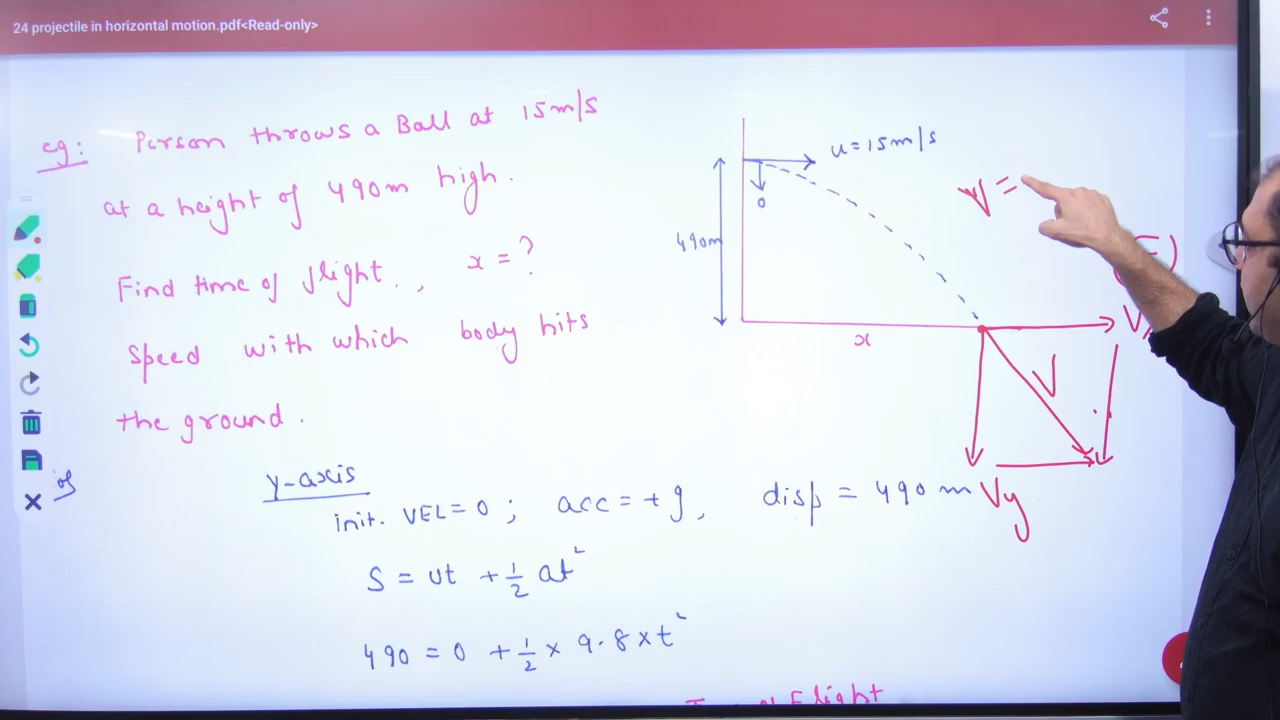 24 projectile in horizontal motion.pdf<Read-only>
eg: Person throws a Ball at 15m/s
at a height of 490m high.
Find time of flight., x = ?
speed with which body hits
the ground.
u=15m/s
0
490m
x
V =
V
Vy
y-axis
init. VEL = 0 ; acc = + g, disp = 490 m
S = ut + 1/2 at²
490 = 0 + 1/2 × 9.8 × t²
Flight